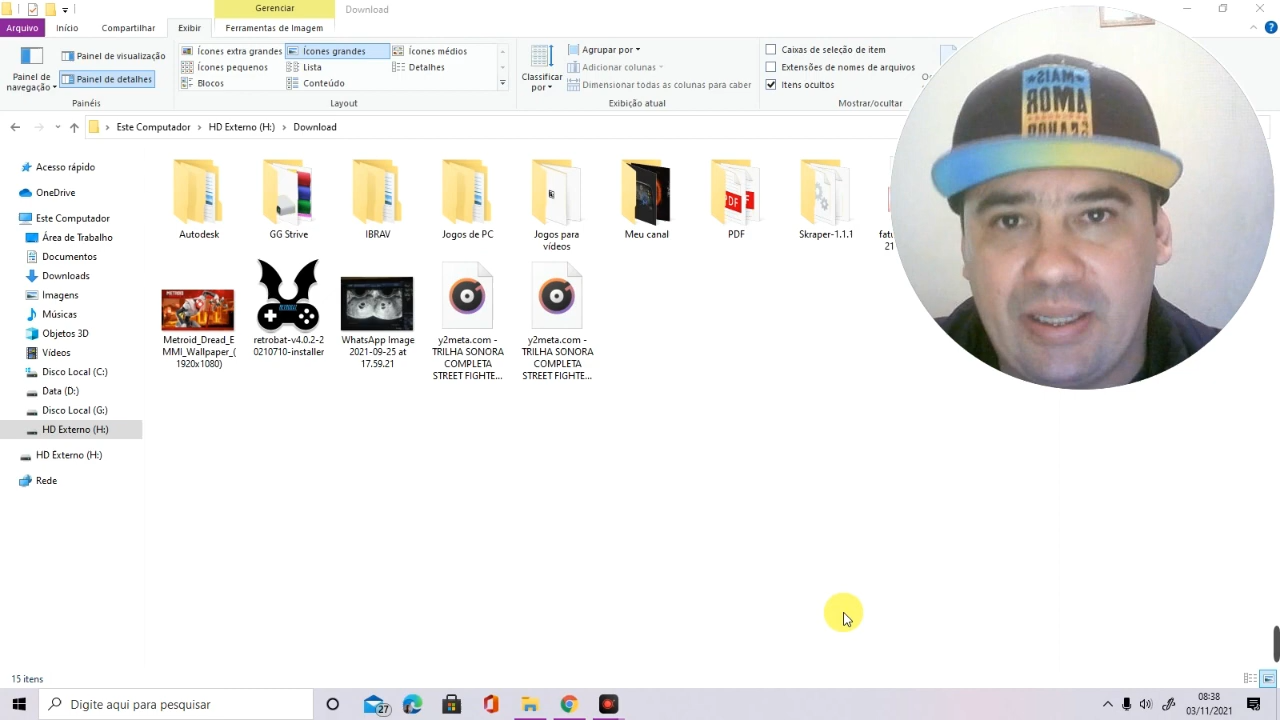 Gerenciar
Download
Arquivo
Início
Compartilhar
Exibir
Ferramentas de Imagem
Painel de navegação
Painel de visualização
Painel de detalhes
Painéis
Ícones extra grandes
Ícones grandes
Ícones médios
Ícones pequenos
Lista
Detalhes
Blocos
Conteúdo
Layout
Classificar por
Agrupar por
Adicionar colunas
Dimensionar todas as colunas para caber
Exibição atual
Caixas de seleção de item
Extensões de nomes de arquivos
Itens ocultos
Mostrar/ocultar
Este Computador
HD Externo (H:)
Download
Acesso rápido
OneDrive
Este Computador
Área de Trabalho
Documentos
Downloads
Imagens
Músicas
Objetos 3D
Vídeos
Disco Local (C:)
Data (D:)
Disco Local (G:)
HD Externo (H:)
HD Externo (H:)
Rede
Autodesk
GG Strive
IBRAV
Jogos de PC
Jogos para
vídeos
Meu canal
PDF
PDF
Skraper-1.1.1
fatu
21
Metroid_Dread_E
MMI_Wallpaper_(
1920x1080)
retrobat-v4.0.2-2
0210710-installer
WhatsApp Image
2021-09-25 at
17.59.21
y2meta.com -
TRILHA SONORA
COMPLETA
STREET FIGHTE...
y2meta.com -
TRILHA SONORA
COMPLETA
STREET FIGHTE...
MAIS
AMOR
15 itens
Digite aqui para pesquisar
27
08:38
03/11/2021